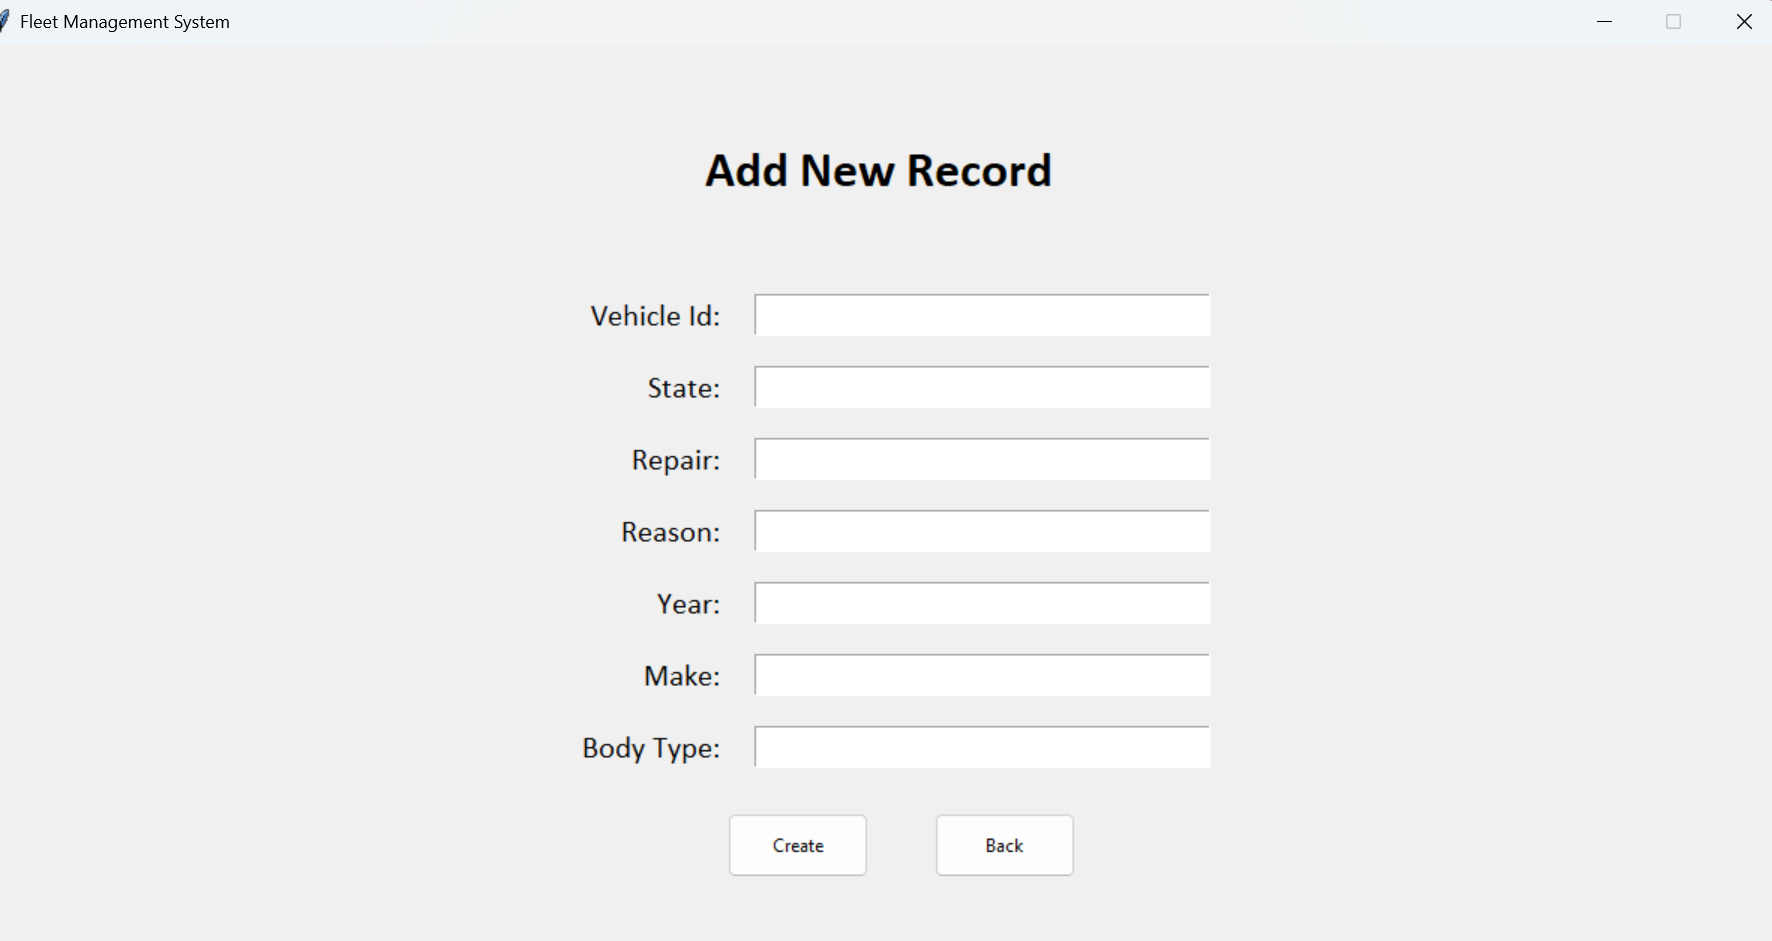 Fleet Management System
Add New Record
Vehicle Id:
State:
Repair:
Reason:
Year:
Make:
Body Type:
Create Back